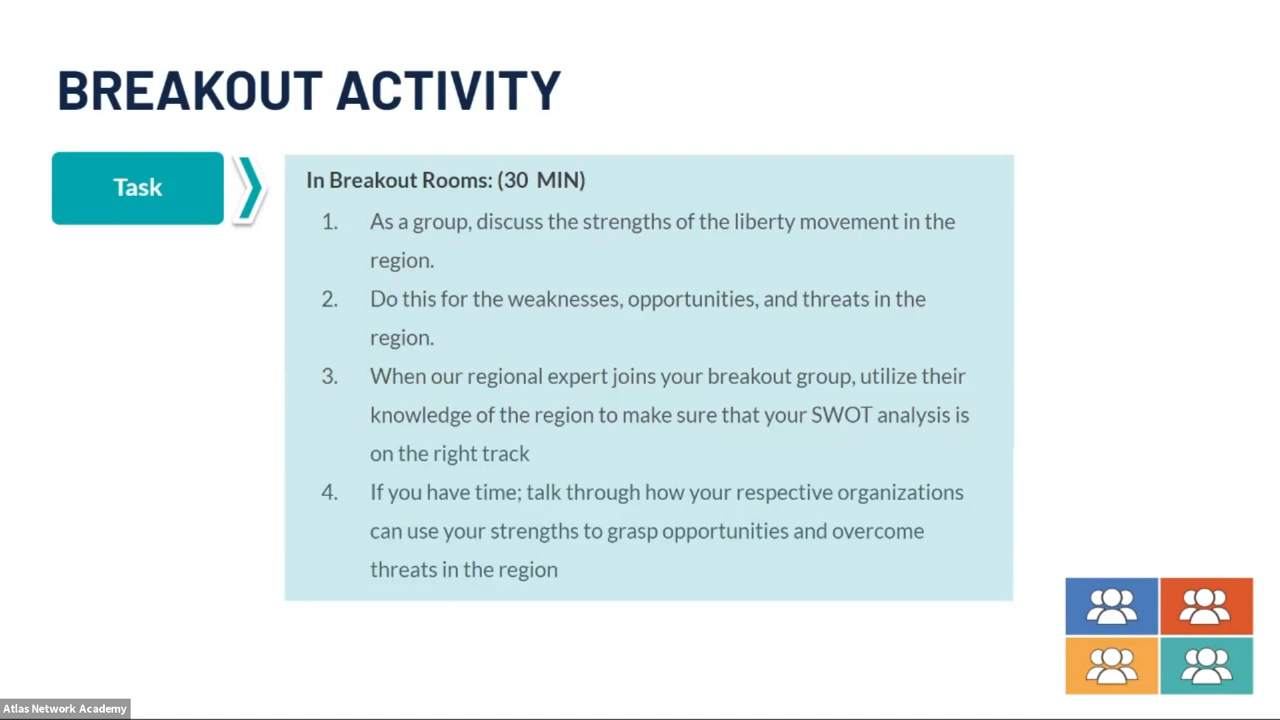 BREAKOUT ACTIVITY
Task
In Breakout Rooms: (30 MIN)
1. As a group, discuss the strengths of the liberty movement in the
region.
2. Do this for the weaknesses, opportunities, and threats in the
region.
3. When our regional expert joins your breakout group, utilize their
knowledge of the region to make sure that your SWOT analysis is
on the right track
4. If you have time; talk through how your respective organizations
can use your strengths to grasp opportunities and overcome
threats in the region
Atlas Network Academy